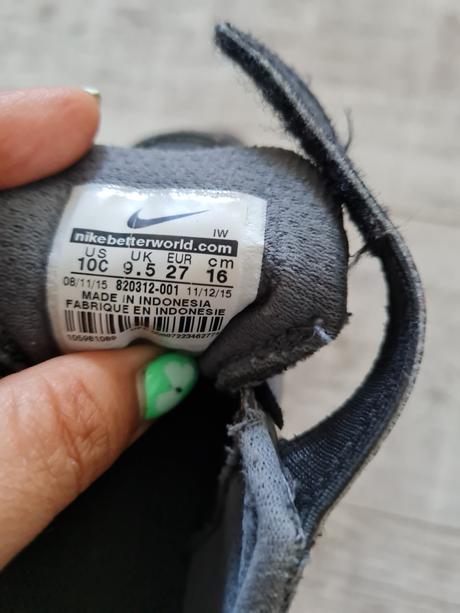 IW
nikebetterworld.com
US UK EUR cm
10C 9.5 27 16
08/11/15 820312-001 11/12/15
MADE IN INDONESIA
FABRIQUE EN INDONESIE